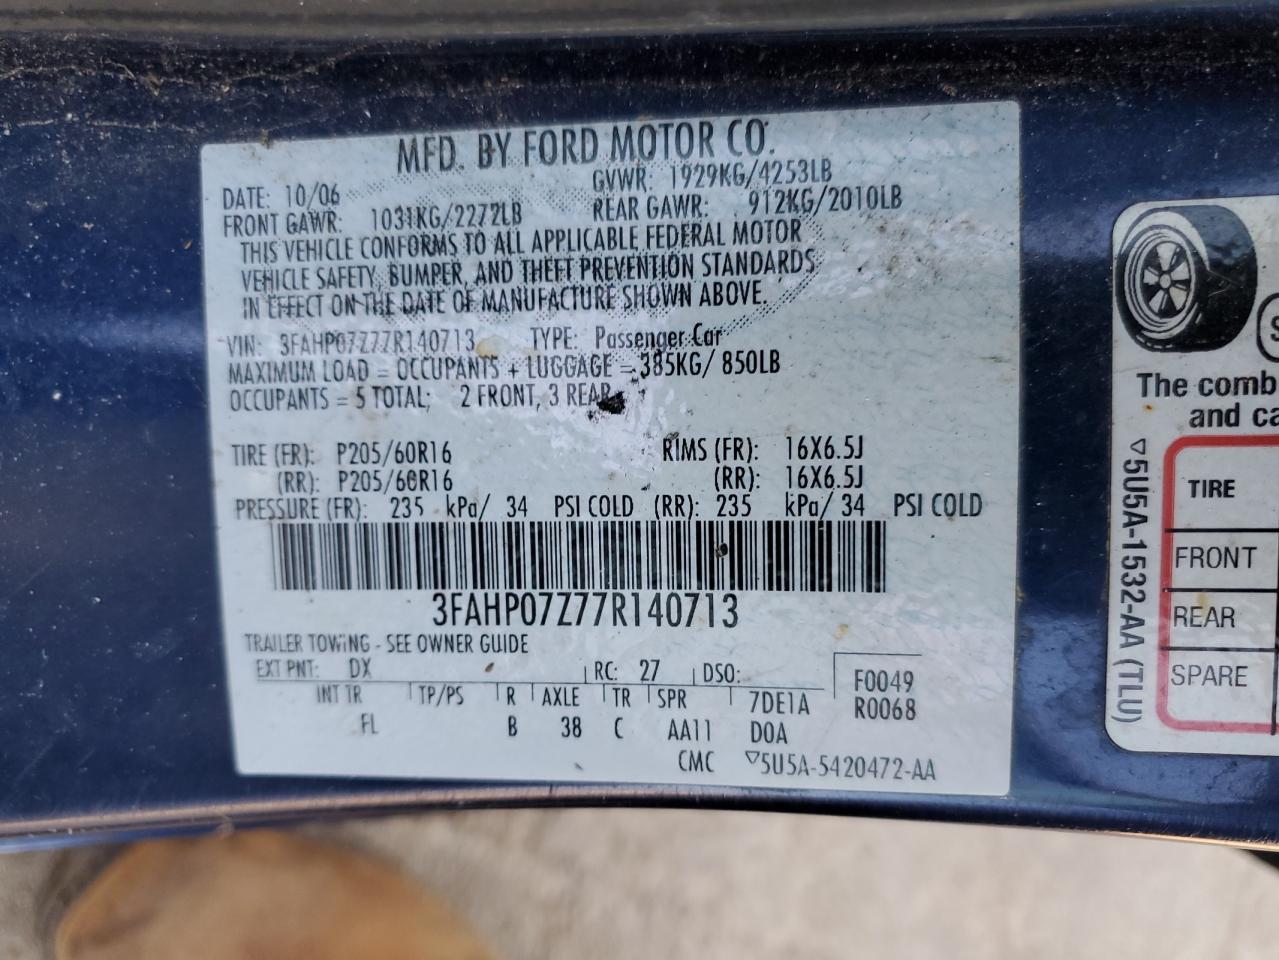 MFD. BY FORD MOTOR CO.
DATE: 10/06 GVWR: 1929KG/4253LB
FRONT GAWR: 1031KG/2272LB REAR GAWR: 912KG/2010LB
THIS VEHICLE CONFORMS TO ALL APPLICABLE FEDERAL MOTOR
VEHICLE SAFETY, BUMPER, AND THEFT PREVENTION STANDARDS
IN EFFECT ON THE DATE OF MANUFACTURE SHOWN ABOVE.
VIN: 3FAHP07Z77R140713 TYPE: Passenger Car
MAXIMUM LOAD = OCCUPANTS + LUGGAGE = 385KG/ 850LB
OCCUPANTS = 5 TOTAL; 2 FRONT, 3 REAR
TIRE (FR): P205/60R16 RIMS (FR): 16X6.5J
(RR): P205/60R16 (RR): 16X6.5J
PRESSURE (FR): 235 kPa/ 34 PSI COLD (RR): 235 kPa/ 34 PSI COLD
3FAHP07Z77R140713
TRAILER TOWING - SEE OWNER GUIDE
EXT PNT: DX RC: 27 DSO: F0049
INT TR TP/PS R AXLE TR SPR 7DE1A R0068
FL B 38 C AA11 DOA
CMC ▽5U5A-5420472-AA
The comb
and ca
▽5U5A-1532-AA (TLU)
TIRE
FRONT
REAR
SPARE